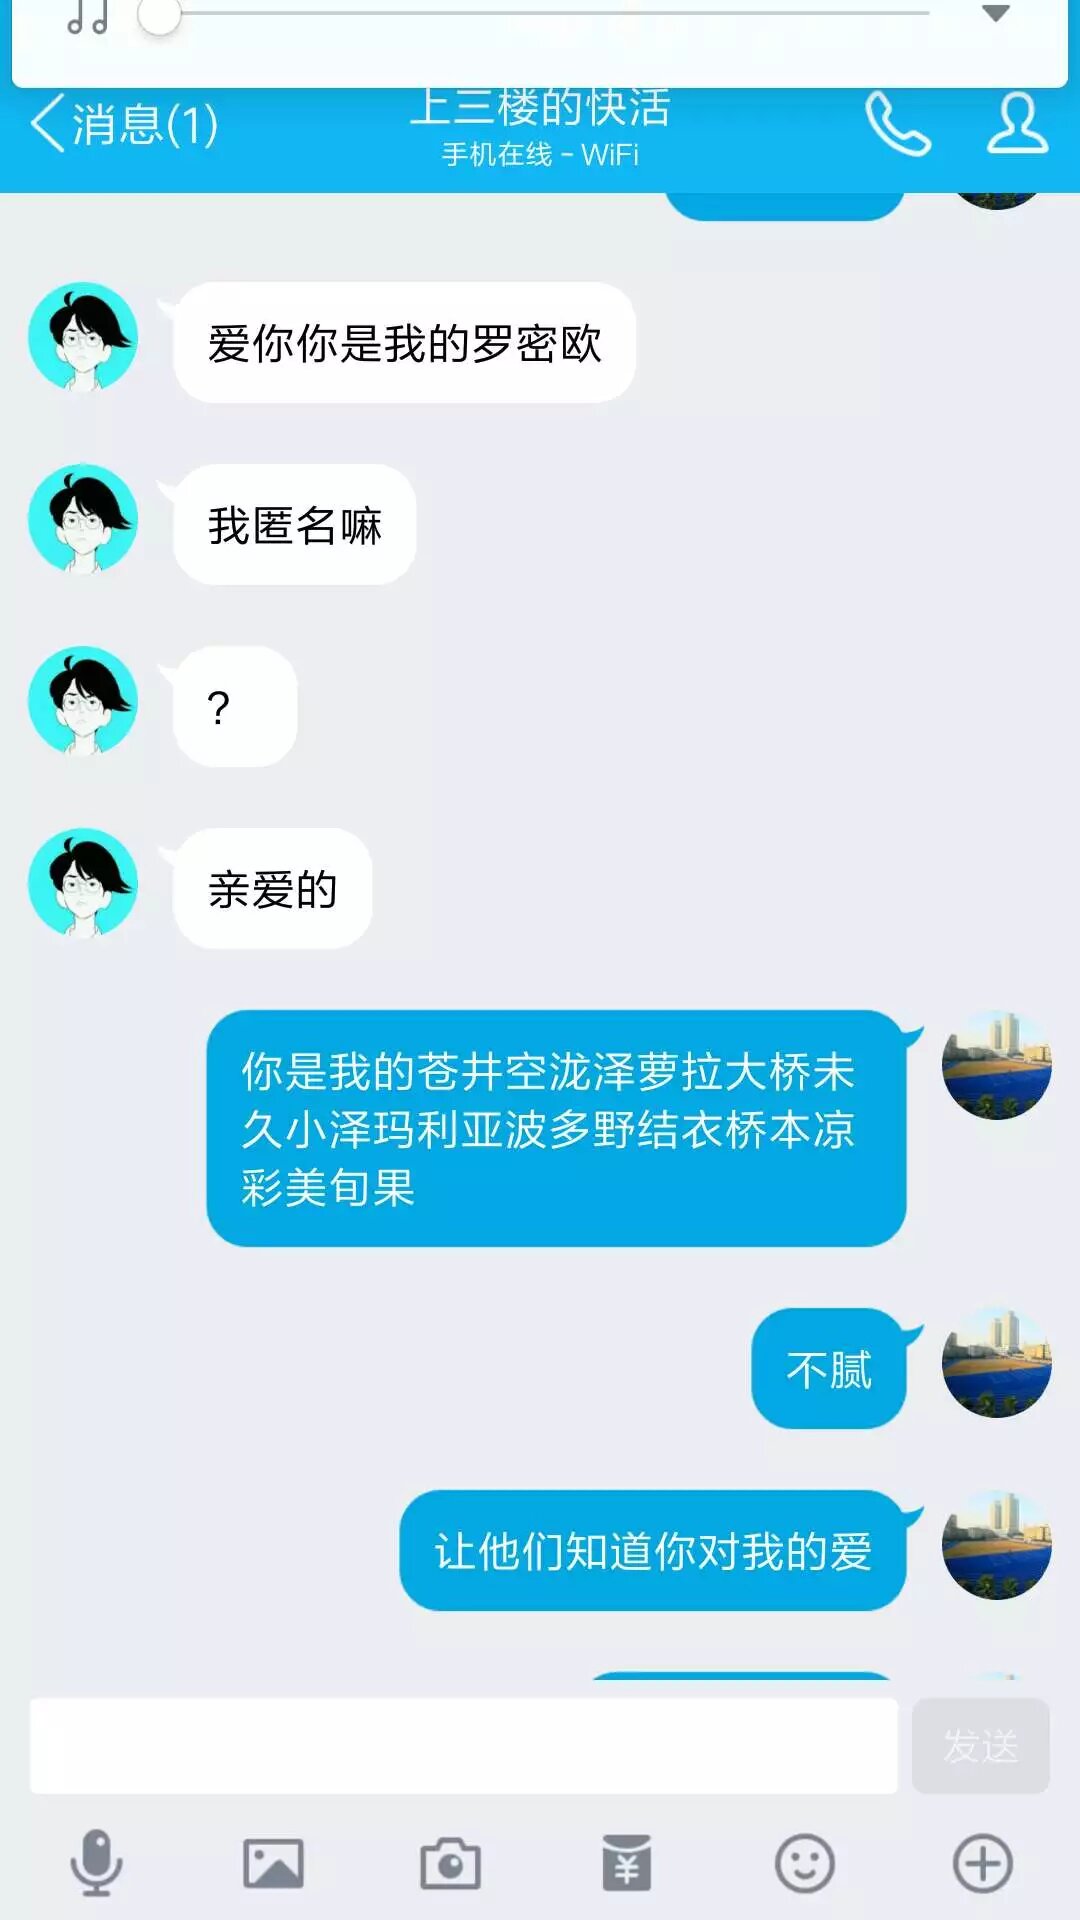 消息(1)
上三楼的快活
手机在线 - WiFi
爱你你是我的罗密欧
我匿名嘛
?
亲爱的
你是我的苍井空泷泽萝拉大桥未
久小泽玛利亚波多野结衣桥本凉
彩美旬果
不腻
让他们知道你对我的爱
发送